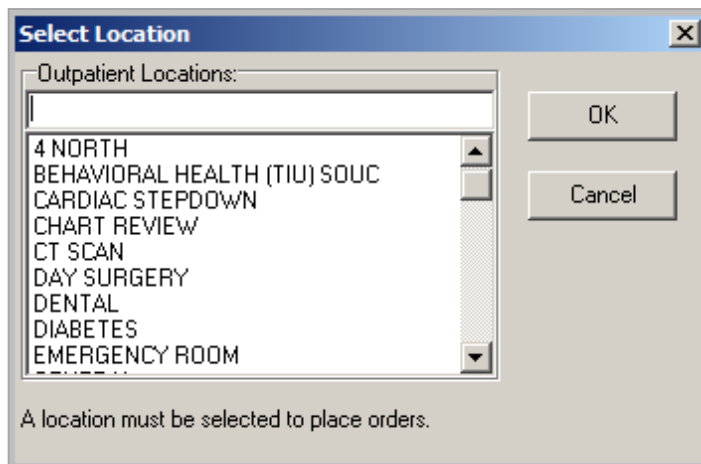 Select Location
Outpatient Locations:
OK
4 NORTH
BEHAVIORAL HEALTH (TIU) SOUC
CARDIAC STEPDOWN
Cancel
CHART REVIEW
CT SCAN
DAY SURGERY
DENTAL
DIABETES
EMERGENCY ROOM
A location must be selected to place orders.